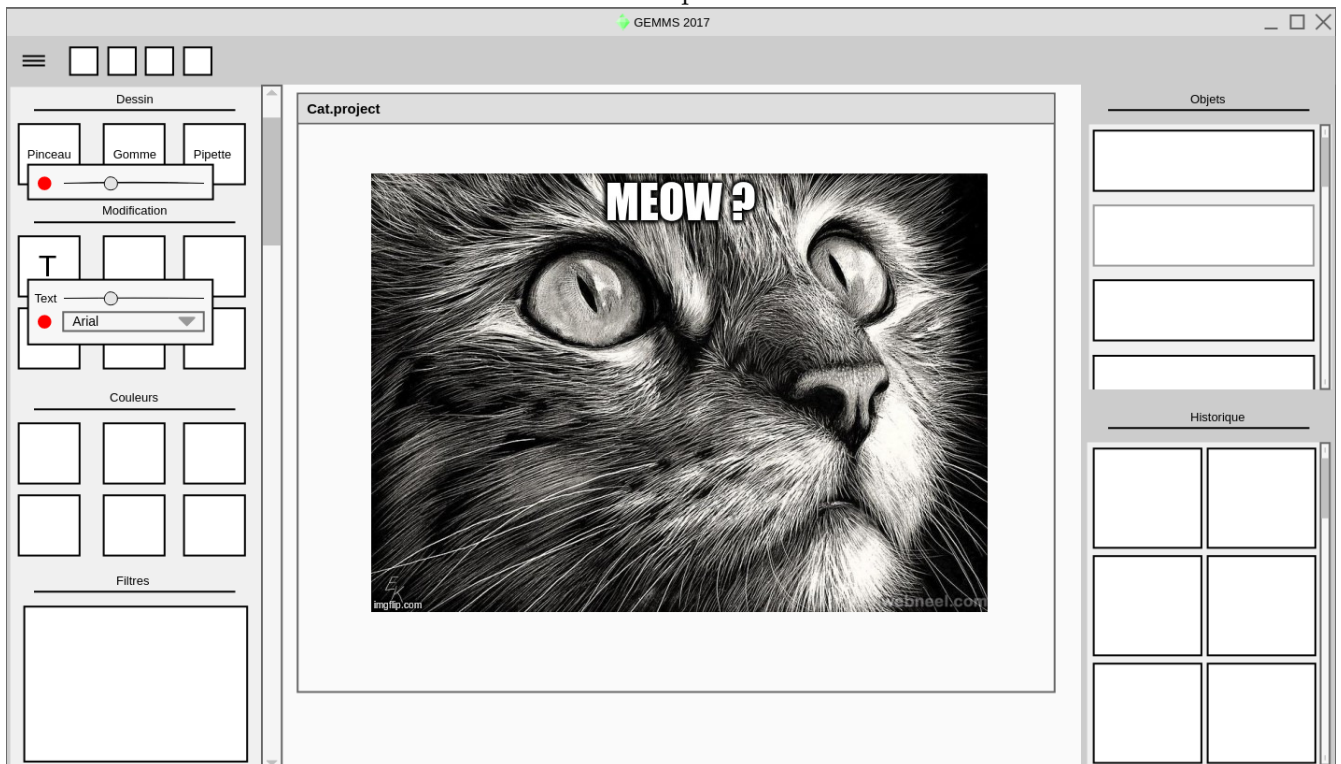 GEMMS 2017
Dessin
Pinceau Gomme Pipette
Modification
T
Text
Arial
Couleurs
Filtres
Cat.project
MEOW ?
EK
imgflip.com
webneel.com
Objets
Historique